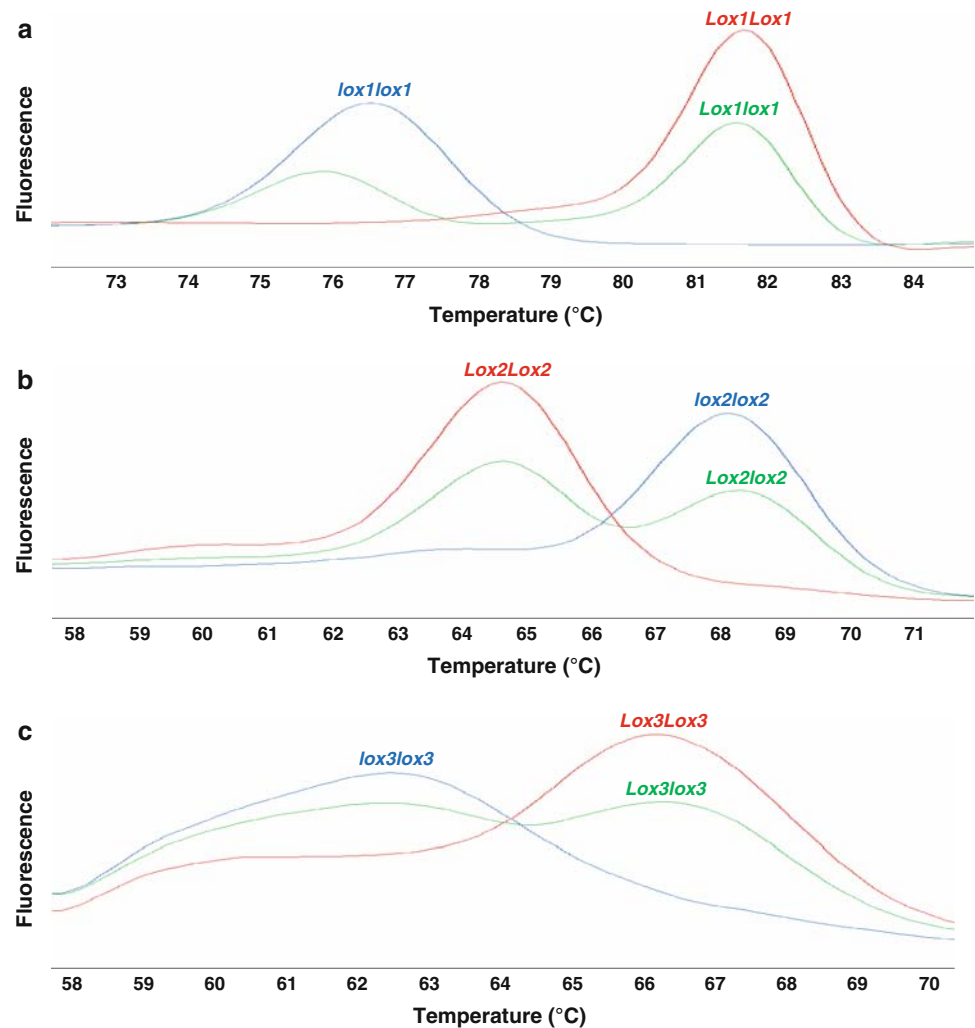 a
Lox1Lox1
lox1lox1
Lox1lox1
Fluorescence
73 74 75 76 77 78 79 80 81 82 83 84
Temperature (°C)
b
Lox2Lox2
lox2lox2
Lox2lox2
Fluorescence
58 59 60 61 62 63 64 65 66 67 68 69 70 71
Temperature (°C)
c
Lox3Lox3
lox3lox3
Lox3lox3
Fluorescence
58 59 60 61 62 63 64 65 66 67 68 69 70
Temperature (°C)